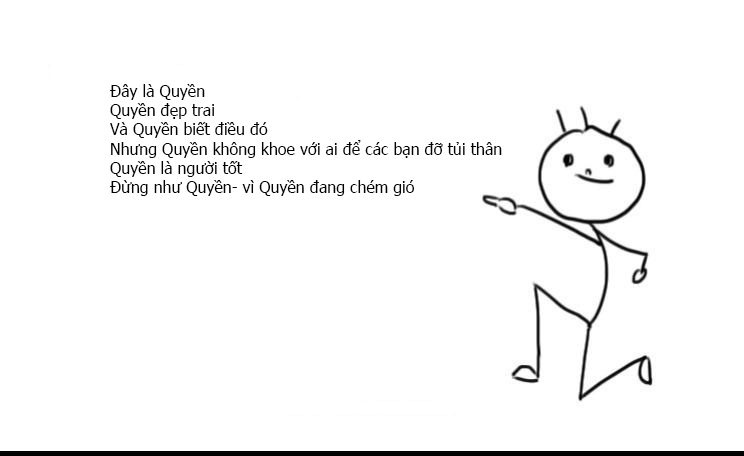 Đây là Quyền
Quyền đẹp trai
Và Quyền biết điều đó
Nhưng Quyền không khoe với ai để các bạn đỡ tủi thân
Quyền là người tốt
Đừng như Quyền- vì Quyền đang chém gió